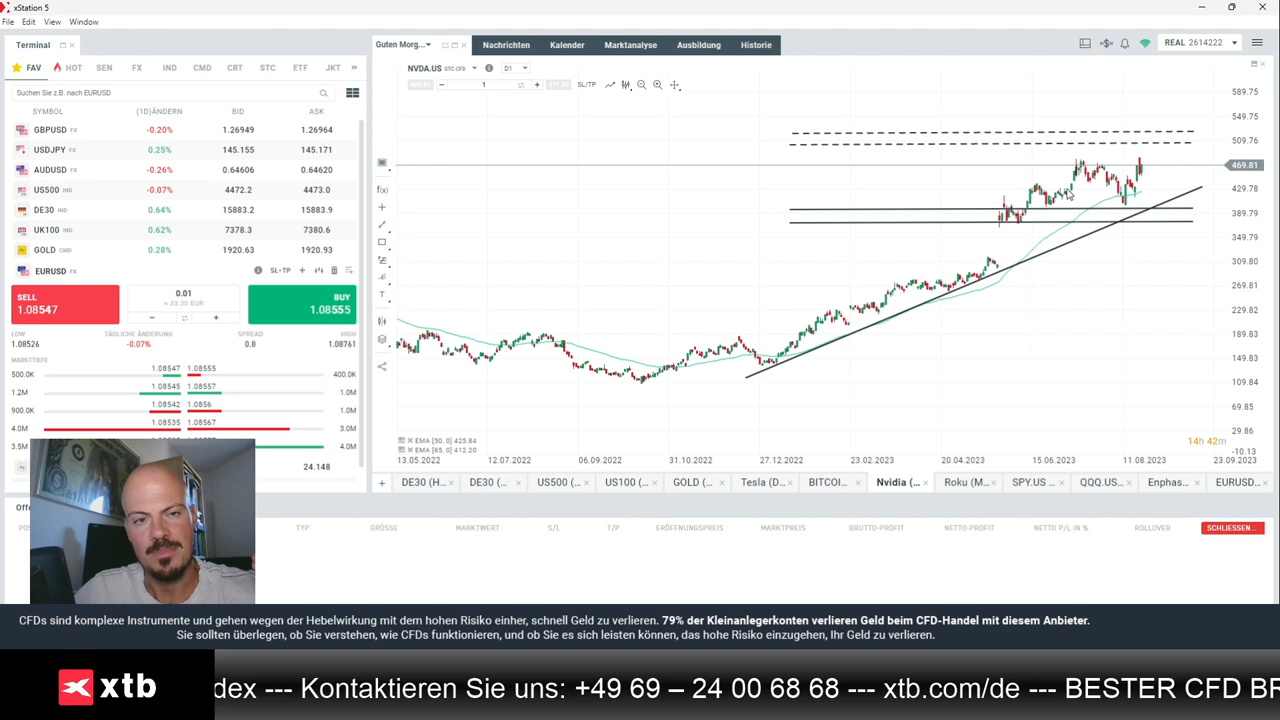 xStation 5
File Edit View Window
Terminal
Guten Morg...
Nachrichten Kalender Marktanalyse Ausbildung Historie
REAL 2614222
FAV HOT SEN FX IND CMD CRT STC ETF JKT
NVDA.US STC CFD D1
Suchen Sie z.B. nach EURUSD
1 SL/TP
SYMBOL (1D)ÄNDERN BID ASK
GBPUSD FX -0.20% 1.26949 1.26964
USDJPY FX 0.25% 145.155 145.171
AUDUSD FX -0.26% 0.64606 0.64620
US500 IND -0.07% 4472.2 4473.0
DE30 IND 0.64% 15883.2 15883.9
UK100 IND 0.62% 7378.3 7380.6
GOLD CMD 0.28% 1920.63 1920.93
EURUSD FX SL•TP
SELL
1.08547
0.01
≈ 33.30 EUR
BUY
1.08555
LOW TÄGLICHE ÄNDERUNG SPREAD HIGH
1.08526 -0.07% 0.8 1.08761
MARKTTIEFE
500.0K 1.08547 1.08555 400.0K
1.2M 1.08545 1.08557 1.0M
900.0K 1.08542 1.0856 1.0M
4.0M 1.08535 1.08567 3.0M
3.5M 4.0M
24.148
589.75
549.75
509.76
469.81
429.78
389.79
349.79
309.80
269.81
229.82
189.83
149.83
109.84
69.85
29.86
-10.13
14h 42m
EMA [50, 0] 425.84
EMA [65, 0] 412.20
13.05.2022 12.07.2022 06.09.2022 31.10.2022 27.12.2022 23.02.2023 20.04.2023 15.06.2023 11.08.2023 23.09.2023
DE30 (H... DE30 (... US500 (... US100 (... GOLD (... Tesla (D... BITCOI... Nvidia (... Roku (M... SPY.US ... QQQ.US... Enphas... EURUSD...
TYP GRÖSSE MARKTWERT S/L T/P ERÖFFNUNGSPREIS MARKTPREIS BRUTTO-PROFIT NETTO-PROFIT NETTO P/L IN % ROLLOVER SCHLIESSEN...
CFDs sind komplexe Instrumente und gehen wegen der Hebelwirkung mit dem hohen Risiko einher, schnell Geld zu verlieren. 79% der Kleinanlegerkonten verlieren Geld beim CFD-Handel mit diesem Anbieter.
Sie sollten überlegen, ob Sie verstehen, wie CFDs funktionieren, und ob Sie es sich leisten können, das hohe Risiko einzugehen, Ihr Geld zu verlieren.
xtb
dex --- Kontaktieren Sie uns: +49 69 – 24 00 68 68 --- xtb.com/de --- BESTER CFD BR